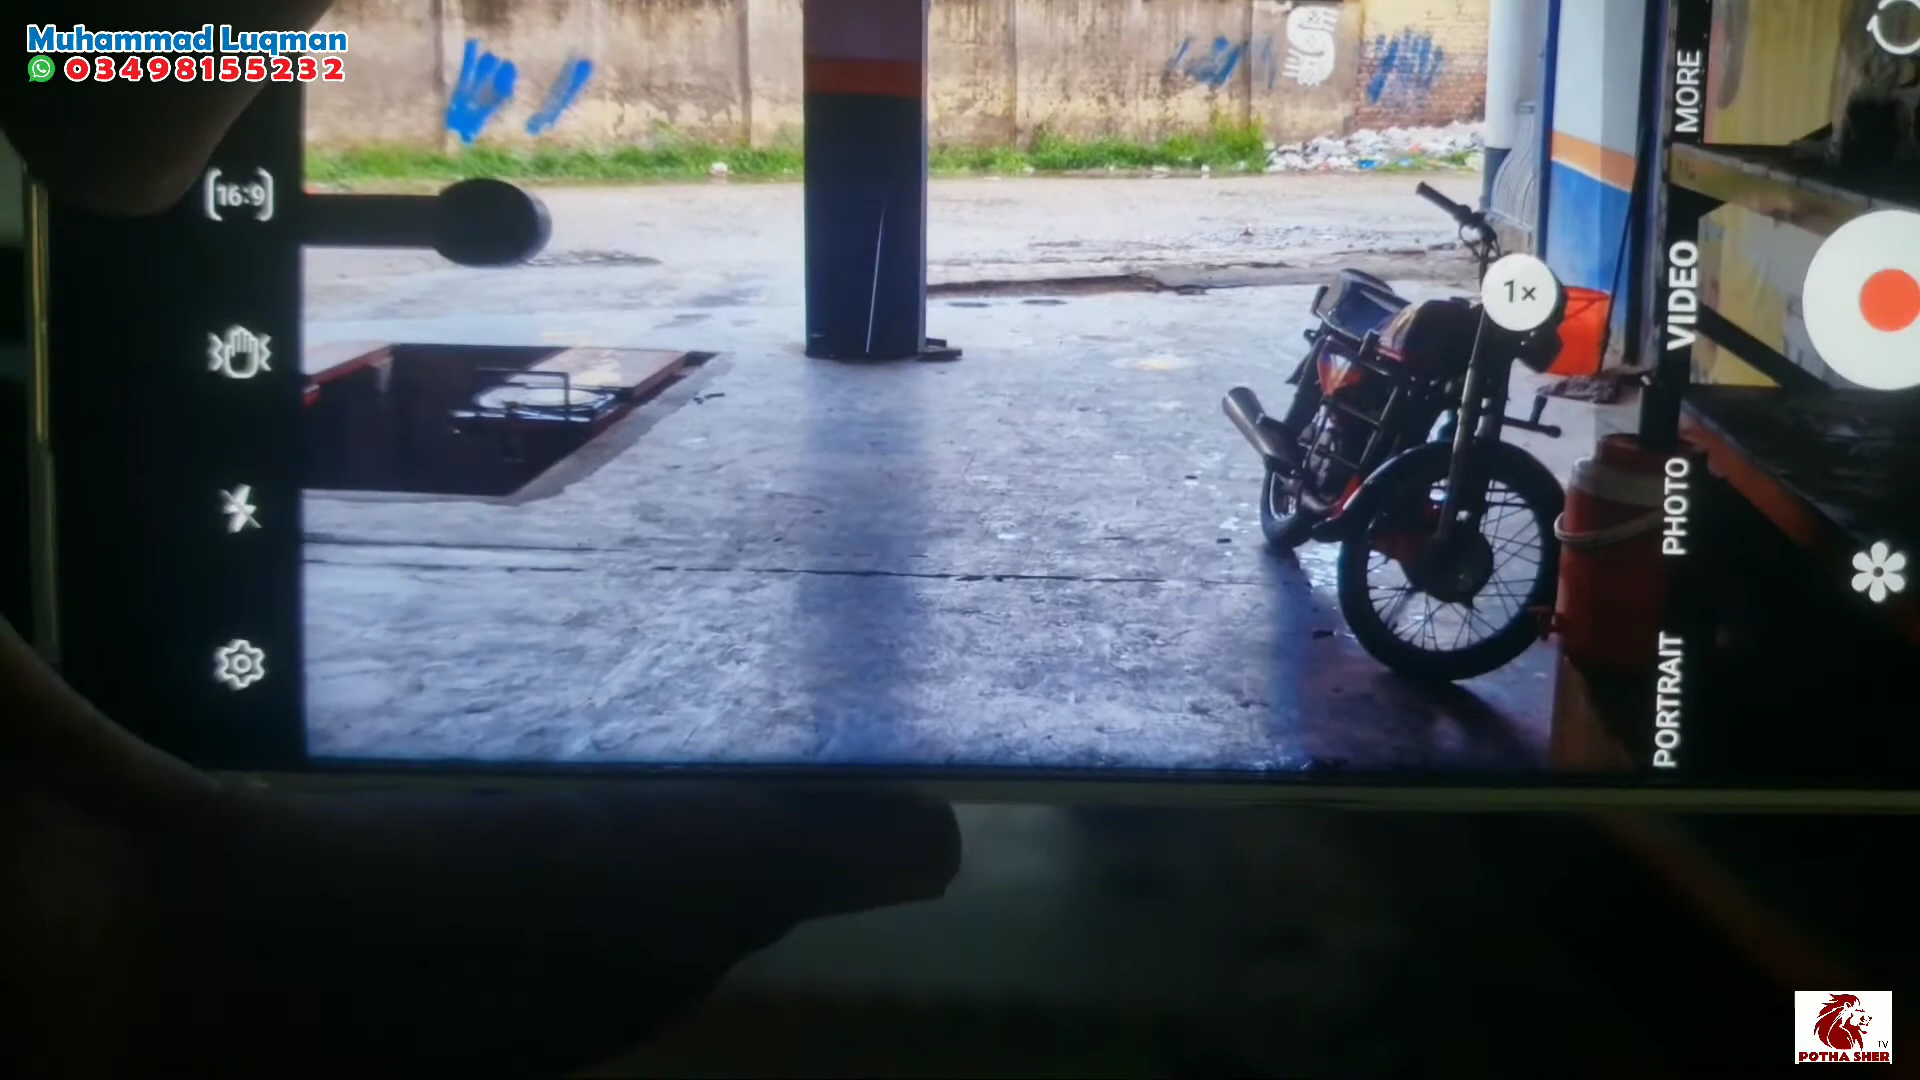 Muhammad Luqman
03498155232
16:9
MORE
1×
VIDEO
PHOTO
PORTRAIT
TV
POTHA SHER